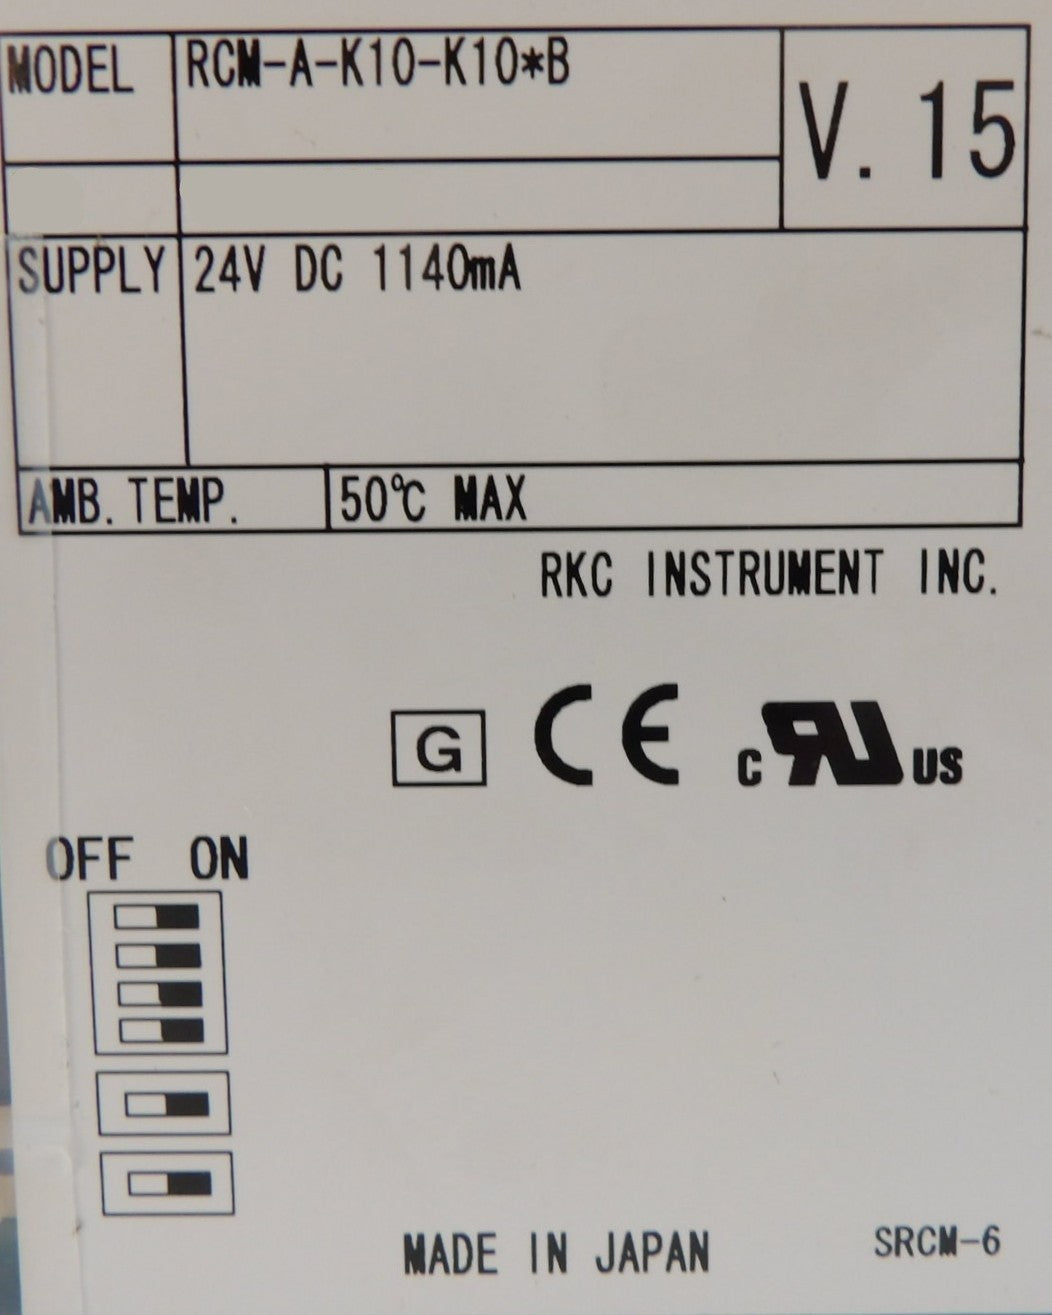 MODEL RCM-A-K10-K10*B
V. 15
SUPPLY 24V DC 1140mA
AMB. TEMP. 50℃ MAX
RKC INSTRUMENT INC.
G CE c RU US
OFF ON
MADE IN JAPAN SRCM-6